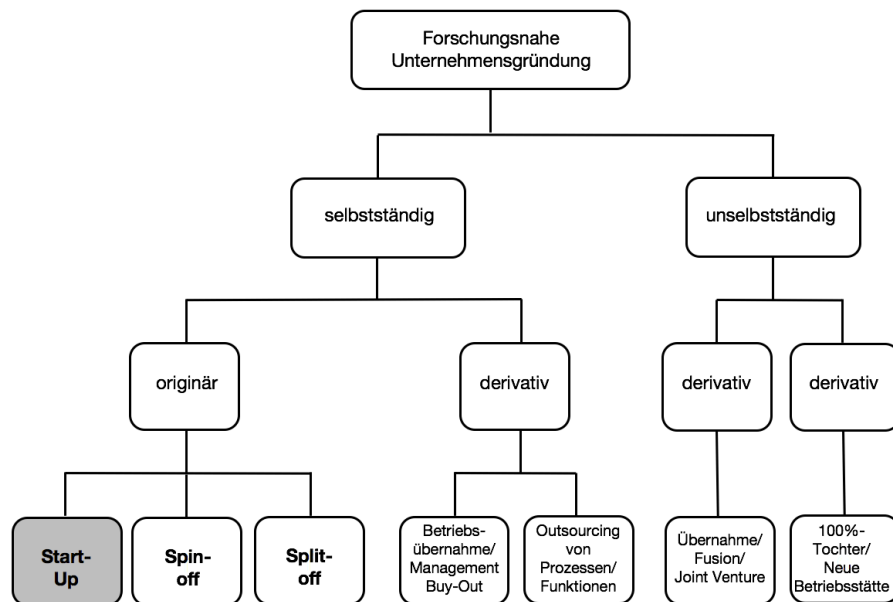 Forschungsnahe
Unternehmensgründung
selbstständig
unselbstständig
originär
derivativ
derivativ
derivativ
Start-
Up
Spin-
off
Split-
off
Betriebs-
übernahme/
Management
Buy-Out
Outsourcing
von
Prozessen/
Funktionen
Übernahme/
Fusion/
Joint Venture
100%-
Tochter/
Neue
Betriebsstätte